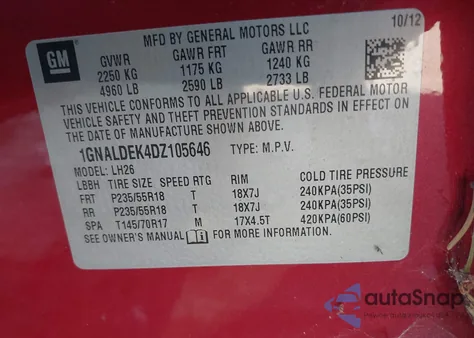 MFD BY GENERAL MOTORS LLC 10/12
GM
GVWR GAWR FRT GAWR RR
2250 KG 1175 KG 1240 KG
4960 LB 2590 LB 2733 LB
THIS VEHICLE CONFORMS TO ALL APPLICABLE U.S. FEDERAL MOTOR
VEHICLE SAFETY AND THEFT PREVENTION STANDARDS IN EFFECT ON
THE DATE OF MANUFACTURE SHOWN ABOVE.
1GNALDEK4DZ105646 TYPE: M.P.V.
MODEL: LH26
LBBH TIRE SIZE SPEED RTG RIM COLD TIRE PRESSURE
FRT P235/55R18 T 18X7J 240KPA(35PSI)
RR P235/55R18 T 18X7J 240KPA(35PSI)
SPA T145/70R17 M 17X4.5T 420KPA(60PSI)
SEE OWNER'S MANUAL FOR MORE INFORMATION.
autoSnap